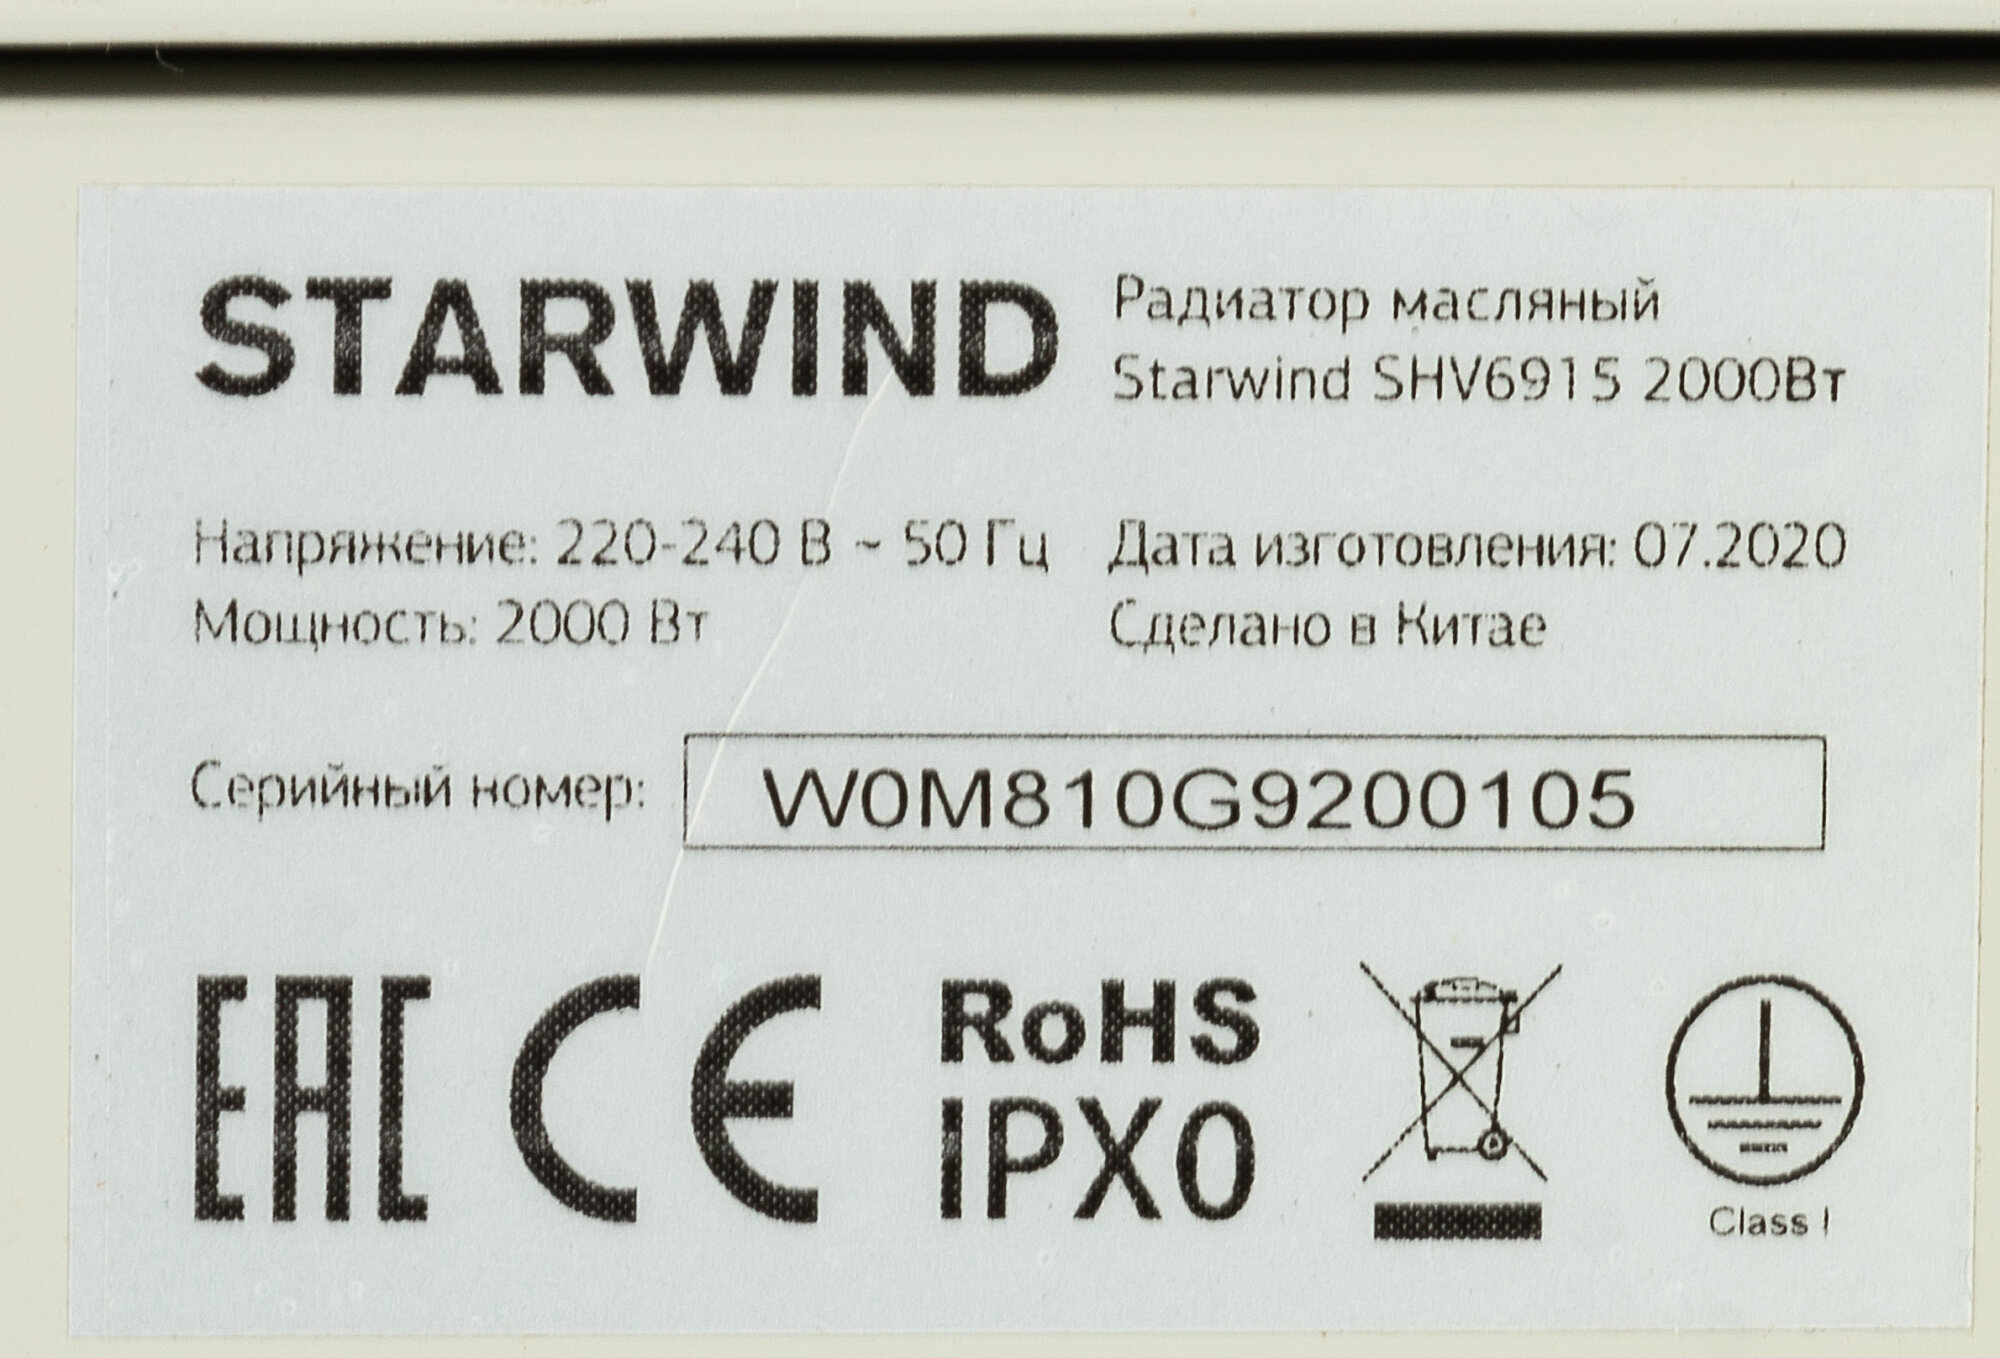 STARWIND
Радиатор масляный
Starwind SHV6915 2000Вт
Напряжение: 220-240 В ~ 50 Гц
Мощность: 2000 Вт
Дата изготовления: 07.2020
Сделано в Китае
Серийный номер: W0M810G9200105
EAC CE RoHS
IPX0
Class I